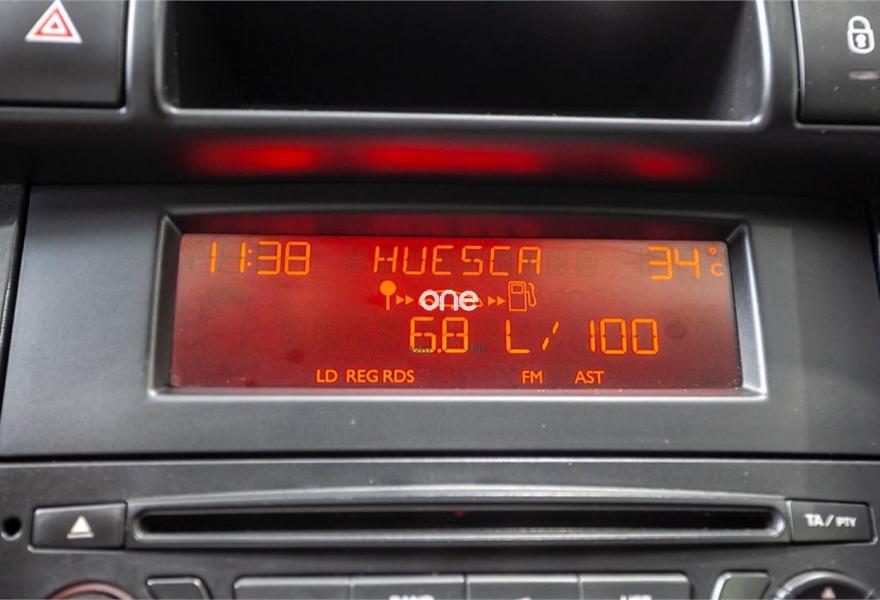 11:38 HUESCA 34°C
one
6.8 L/100
LD REG RDS FM AST
TA/PTY